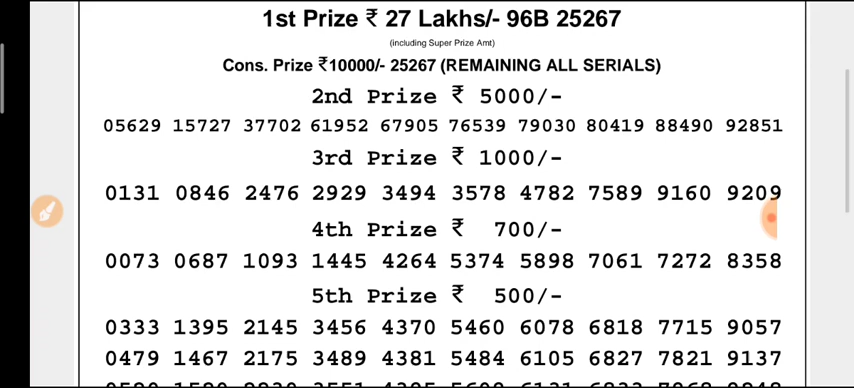 1st Prize ₹ 27 Lakhs/- 96B 25267
(including Super Prize Amt)
Cons. Prize ₹10000/- 25267 (REMAINING ALL SERIALS)
2nd Prize ₹ 5000/-
05629 15727 37702 61952 67905 76539 79030 80419 88490 92851
3rd Prize ₹ 1000/-
0131 0846 2476 2929 3494 3578 4782 7589 9160 9209
4th Prize ₹ 700/-
0073 0687 1093 1445 4264 5374 5898 7061 7272 8358
5th Prize ₹ 500/-
0333 1395 2145 3456 4370 5460 6078 6818 7715 9057
0479 1467 2175 3489 4381 5484 6105 6827 7821 9137